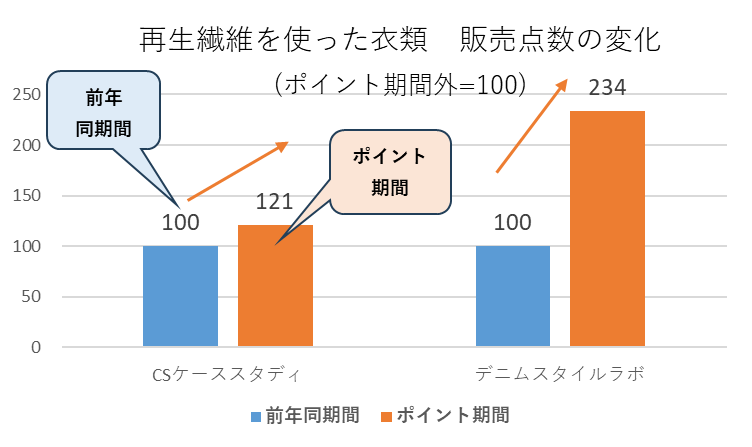 再生繊維を使った衣類　販売点数の変化
（ポイント期間外=100）
前年
同期間
ポイント
期間
250
200
150
100
50
0
100
121
100
234
CSケーススタディ
デニムスタイルラボ
前年同期間
ポイント期間